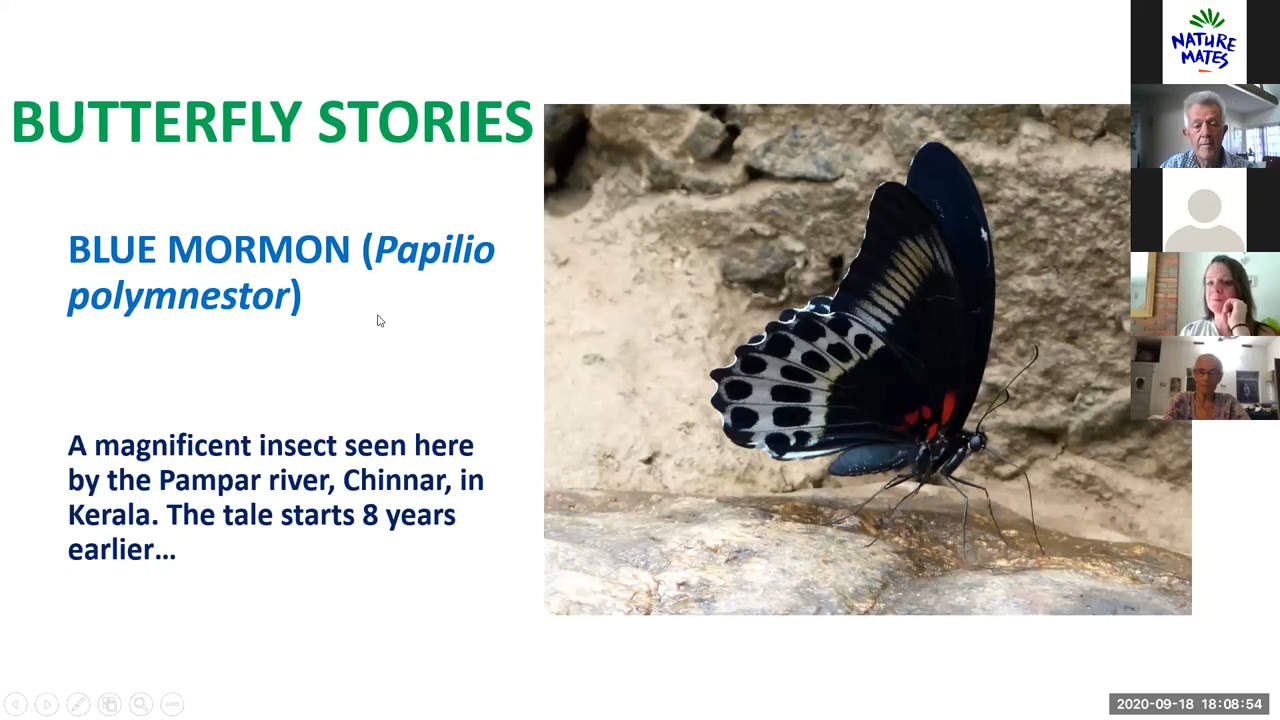 NATURE
MATES
BUTTERFLY STORIES
BLUE MORMON (Papilio
polymnestor)
A magnificent insect seen here
by the Pampar river, Chinnar, in
Kerala. The tale starts 8 years
earlier...
2020-09-18 18:08:54